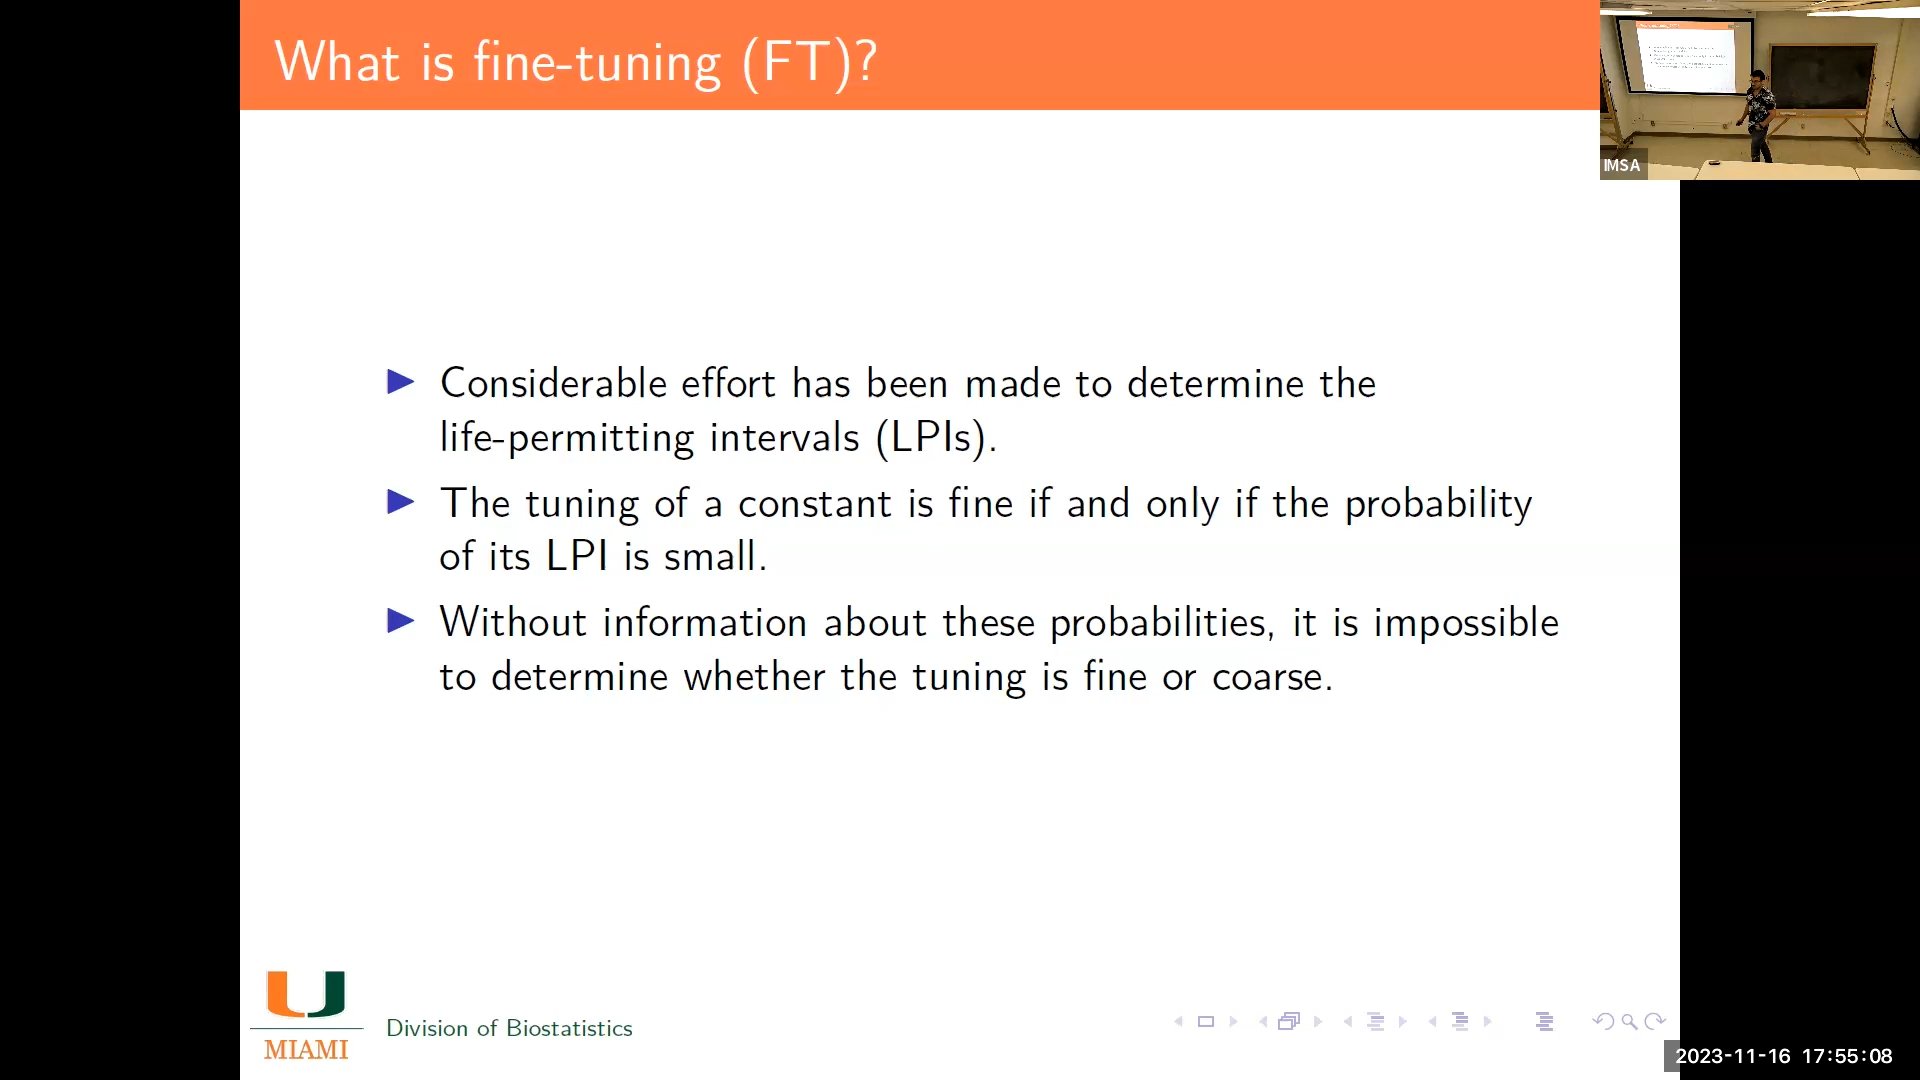 What is fine-tuning (FT)?
IMSA
Considerable effort has been made to determine the
life-permitting intervals (LPIs).
The tuning of a constant is fine if and only if the probability
of its LPI is small.
Without information about these probabilities, it is impossible
to determine whether the tuning is fine or coarse.
MIAMI
Division of Biostatistics
2023-11-16 17:55:08